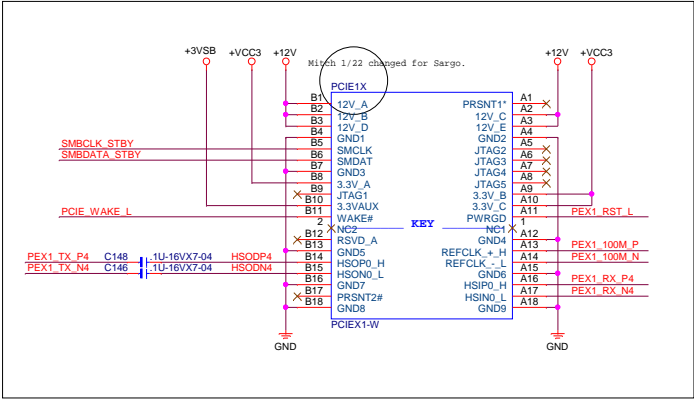 +3VSB +VCC3 +12V +12V +VCC3
Mitch 1/22 changed for Sargo.
PCIE1X
B1 12V_A PRSNT1* A1
B2 12V_B 12V_C A2
B3 12V_D 12V_E A3
B4 GND1 GND2 A4
SMBCLK_STBY B5 SMCLK JTAG2 A5
SMBDATA_STBY B6 SMDAT JTAG3 A6
B7 GND3 JTAG4 A7
B8 3.3V_A JTAG5 A8
B9 JTAG1 3.3V_B A9
B10 3.3VAUX 3.3V_C A10
PCIE_WAKE_L B11 WAKE# PWRGD A11 PEX1_RST_L
2 NC2 KEY NC1 1
B12 RSVD_A GND4 A12
B13 GND5 REFCLK_+_H A13 PEX1_100M_P
PEX1_TX_P4 C148 .1U-16VX7-04 HSODP4 B14 HSOP0_H REFCLK_-_L A14 PEX1_100M_N
PEX1_TX_N4 C146 .1U-16VX7-04 HSODN4 B15 HSON0_L GND6 A15
B16 GND7 HSIP0_H A16 PEX1_RX_P4
B17 PRSNT2# HSIN0_L A17 PEX1_RX_N4
B18 GND8 GND9 A18
PCIEX1-W
GND GND